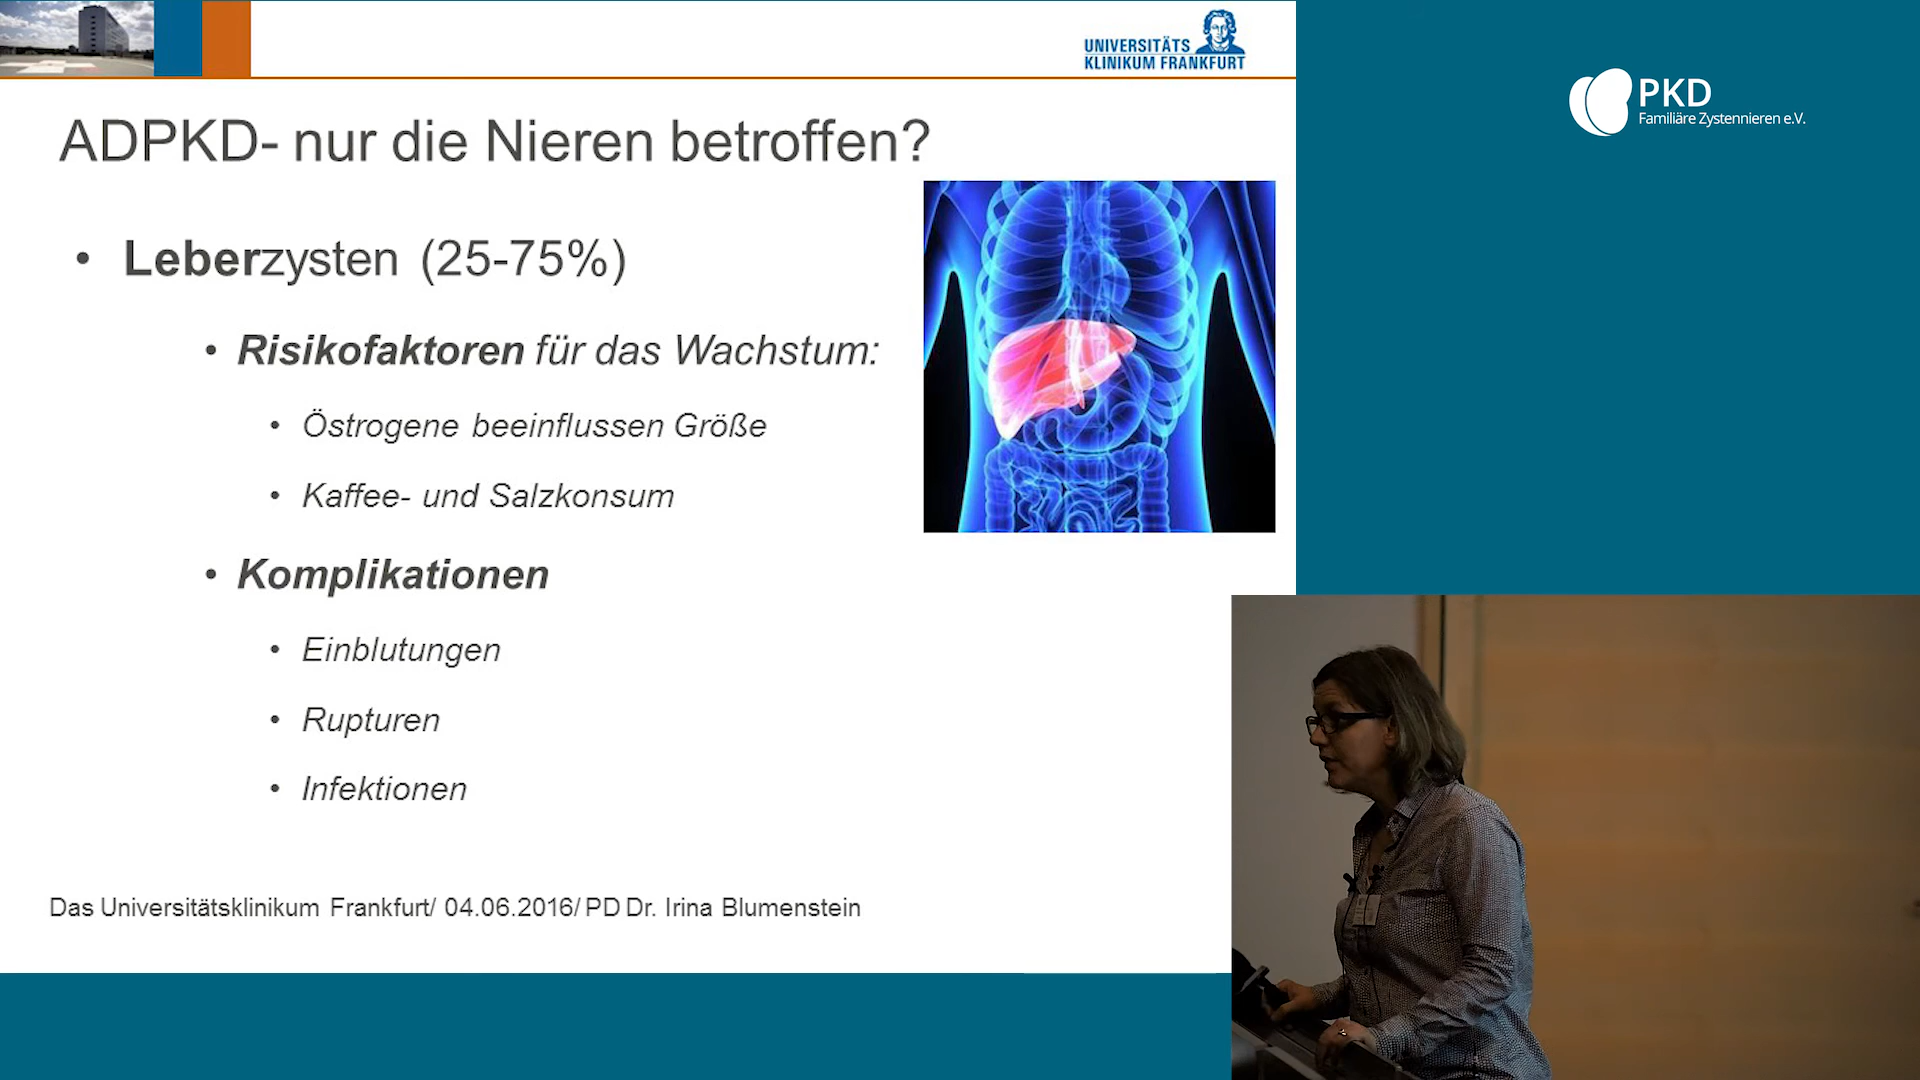 UNIVERSITÄTS
KLINIKUM FRANKFURT
PKD
Familiäre Zystennieren e.V.
ADPKD- nur die Nieren betroffen?
• Leberzysten (25-75%)
• Risikofaktoren für das Wachstum:
• Östrogene beeinflussen Größe
• Kaffee- und Salzkonsum
• Komplikationen
• Einblutungen
• Rupturen
• Infektionen
Das Universitätsklinikum Frankfurt/ 04.06.2016/ PD Dr. Irina Blumenstein